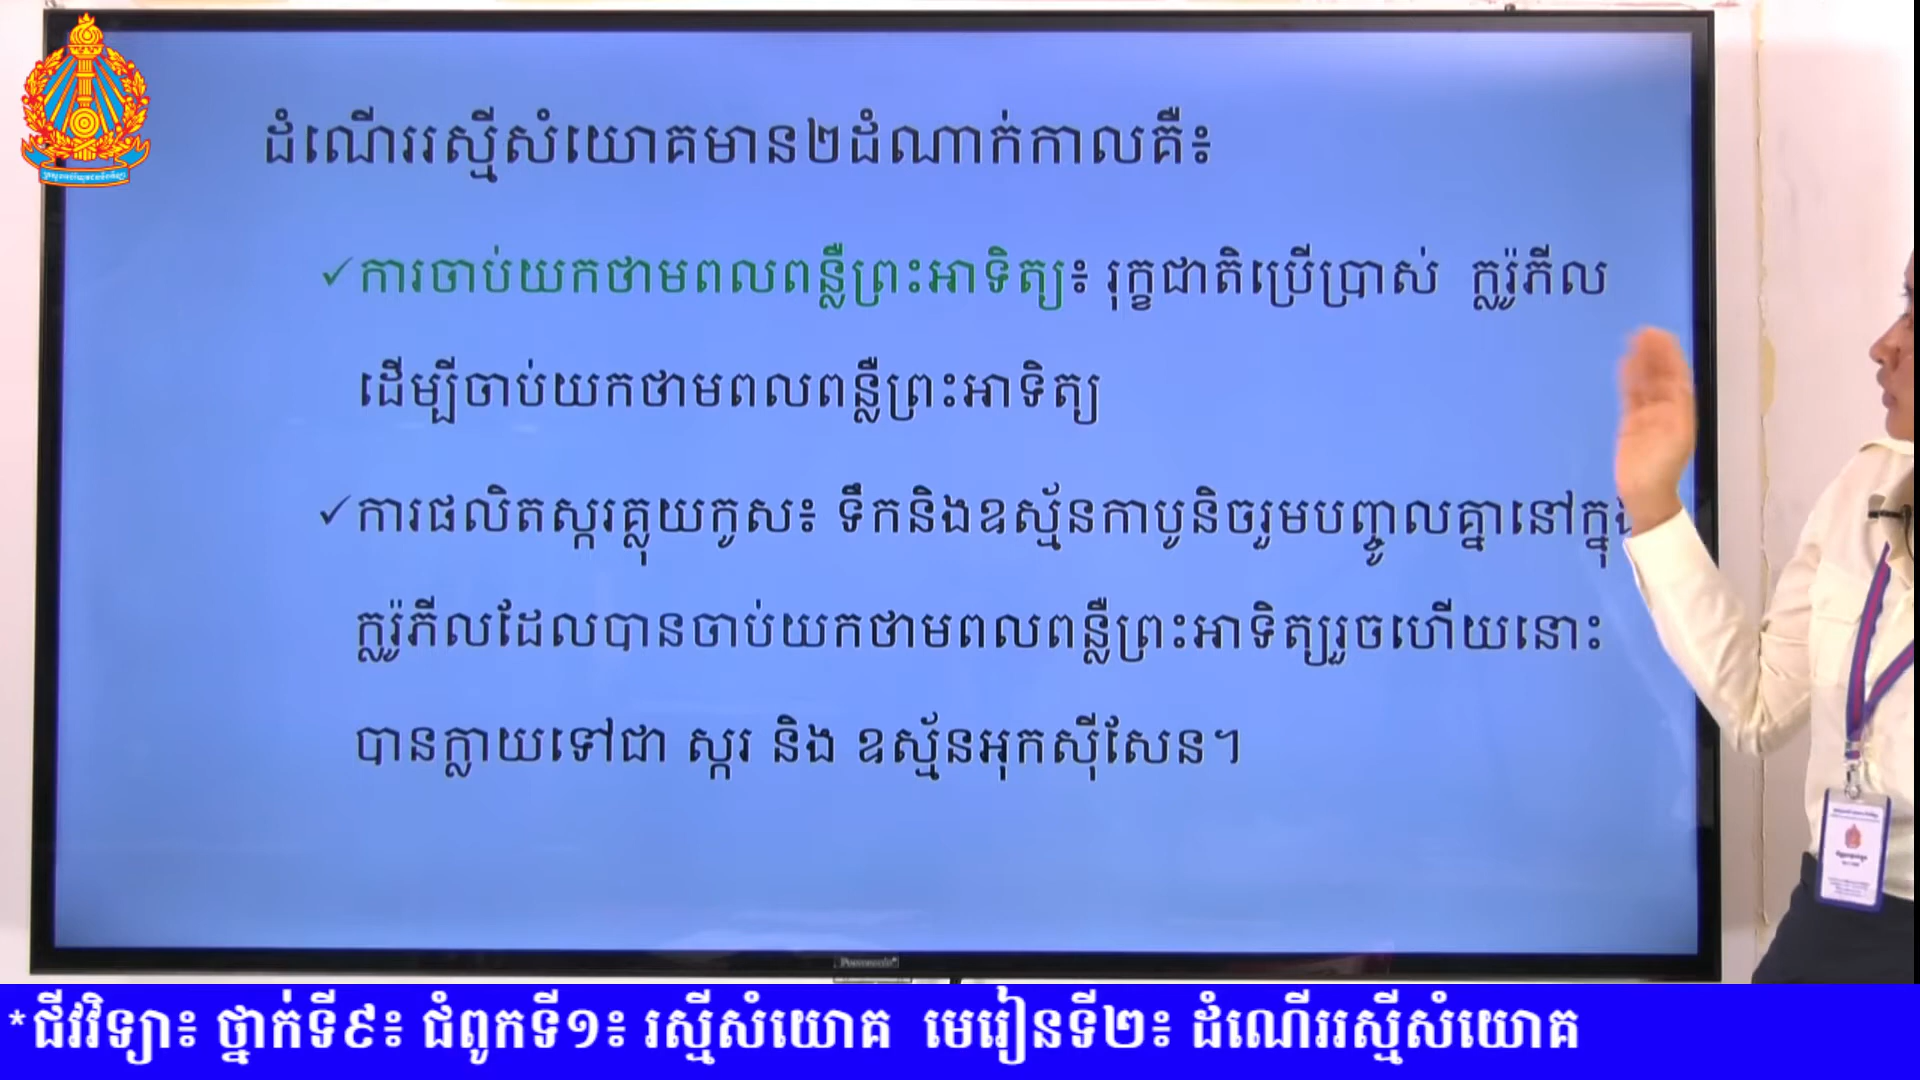 ដំណើររស្មីសំយោគមាន២ដំណាក់កាលគឺ៖
✓ការចាប់យកថាមពលពន្លឺព្រះអាទិត្យ៖ រុក្ខជាតិប្រើប្រាស់ ក្លរ៉ូភីល
ដើម្បីចាប់យកថាមពលពន្លឺព្រះអាទិត្យ
✓ការផលិតស្ករគ្លុយកូស៖ ទឹកនិងឧស្ម័នកាបូនិចរួមបញ្ចូលគ្នានៅក្នុង
ក្លរ៉ូភីលដែលបានចាប់យកថាមពលពន្លឺព្រះអាទិត្យរួចហើយនោះ
បានក្លាយទៅជា ស្ករ និង ឧស្ម័នអុកស៊ីសែន។
*ជីវវិទ្យា៖ ថ្នាក់ទី៩៖ ជំពូកទី១៖ រស្មីសំយោគ មេរៀនទី២៖ ដំណើររស្មីសំយោគ